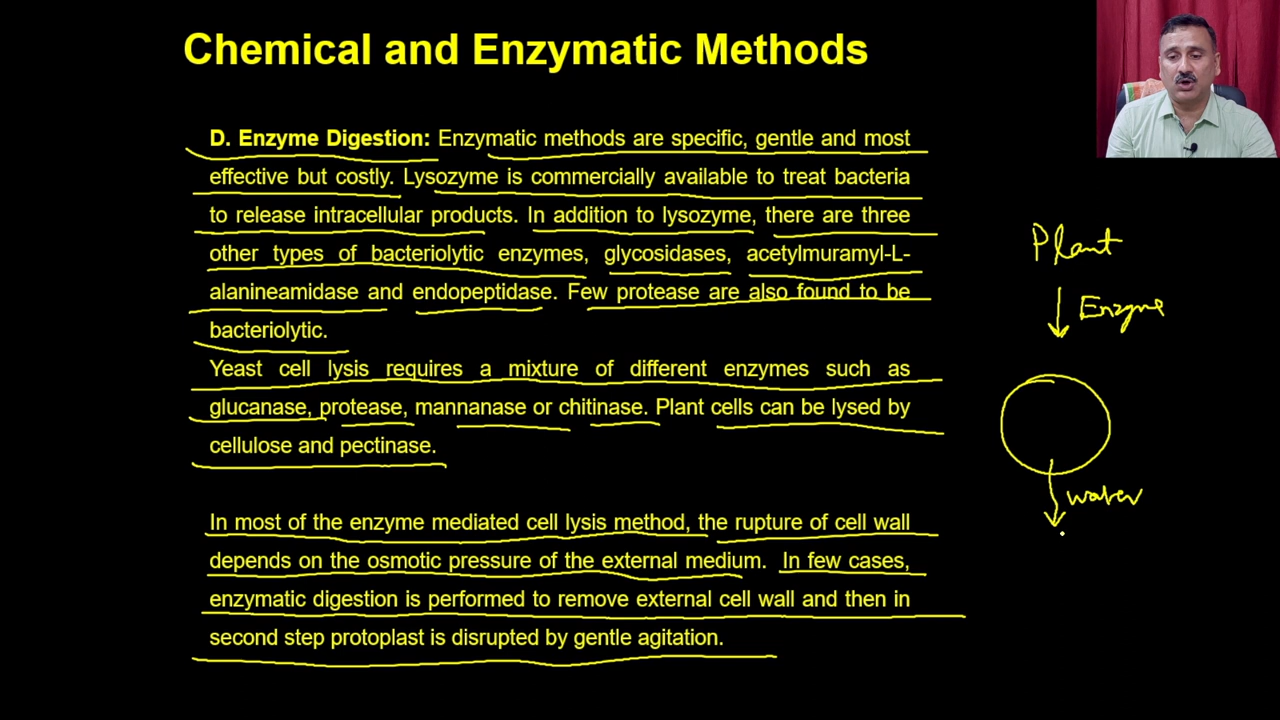 Chemical and Enzymatic Methods
D. Enzyme Digestion: Enzymatic methods are specific, gentle and most
effective but costly. Lysozyme is commercially available to treat bacteria
to release intracellular products. In addition to lysozyme, there are three
other types of bacteriolytic enzymes, glycosidases, acetylmuramyl-L-
alanineamidase and endopeptidase. Few protease are also found to be
bacteriolytic.
Yeast cell lysis requires a mixture of different enzymes such as
glucanase, protease, mannanase or chitinase. Plant cells can be lysed by
cellulose and pectinase.
In most of the enzyme mediated cell lysis method, the rupture of cell wall
depends on the osmotic pressure of the external medium. In few cases,
enzymatic digestion is performed to remove external cell wall and then in
second step protoplast is disrupted by gentle agitation.
Plant
Enzyme
water